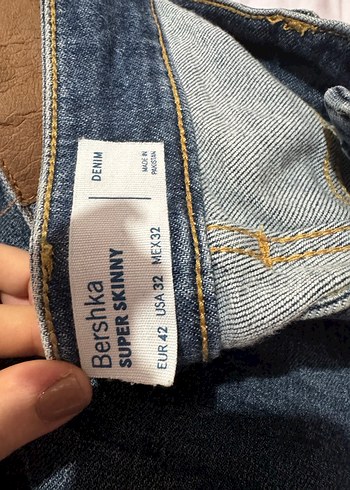 Bershka
SUPER SKINNY
DENIM
EUR 42 USA 32 MEX 32
MADE IN
PAKISTAN